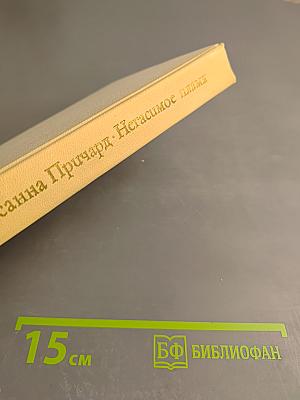 санна Причард · Негасимое пламя
15 см
БФ БИБЛИОФАН